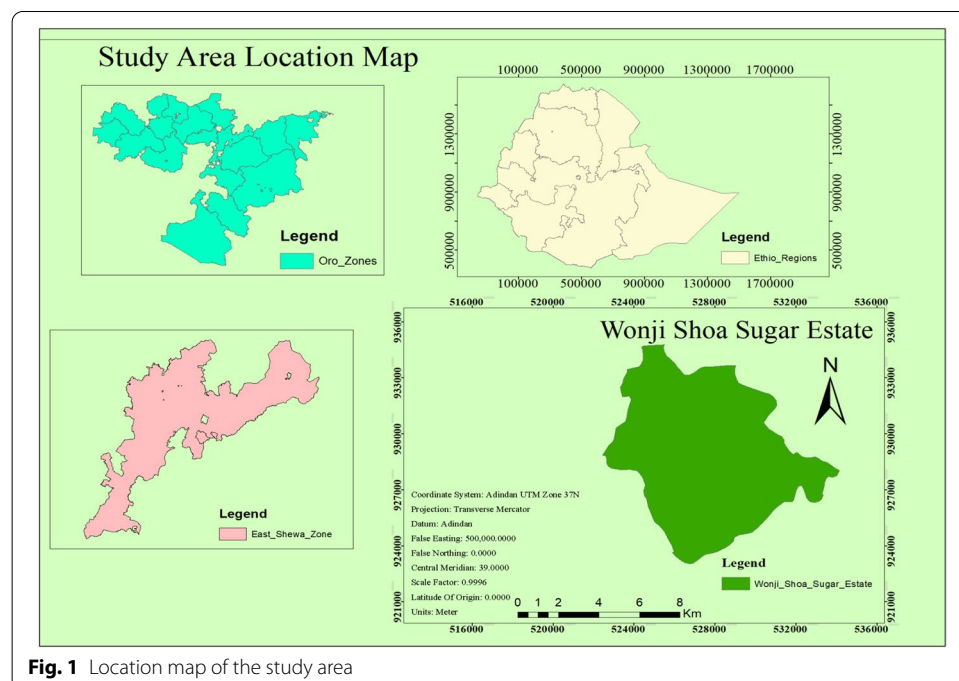 Study Area Location Map
100000 500000 900000 1300000 1700000
1300000
900000
500000
1300000
900000
500000
Legend
Oro_Zones
Legend
Ethio_Regions
100000 500000 900000 1300000 1700000
516000 520000 524000 528000 532000 536000
936000
933000
930000
927000
924000
921000
Wonji Shoa Sugar Estate
N
936000
933000
930000
927000
924000
921000
Legend
East_Shewa_Zone
Coordinate System: Adindan UTM Zone 37N
Projection: Transverse Mercator
Datum: Adindan
False Easting: 500,000.0000
False Northing: 0.0000
Central Meridian: 39.0000
Scale Factor: 0.9996
Latitude Of Origin: 0.0000
Units: Meter
Legend
Wonji_Shoa_Sugar_Estate
0 1 2 4 6 8
Km
516000 520000 524000 528000 532000 536000
Fig. 1 Location map of the study area